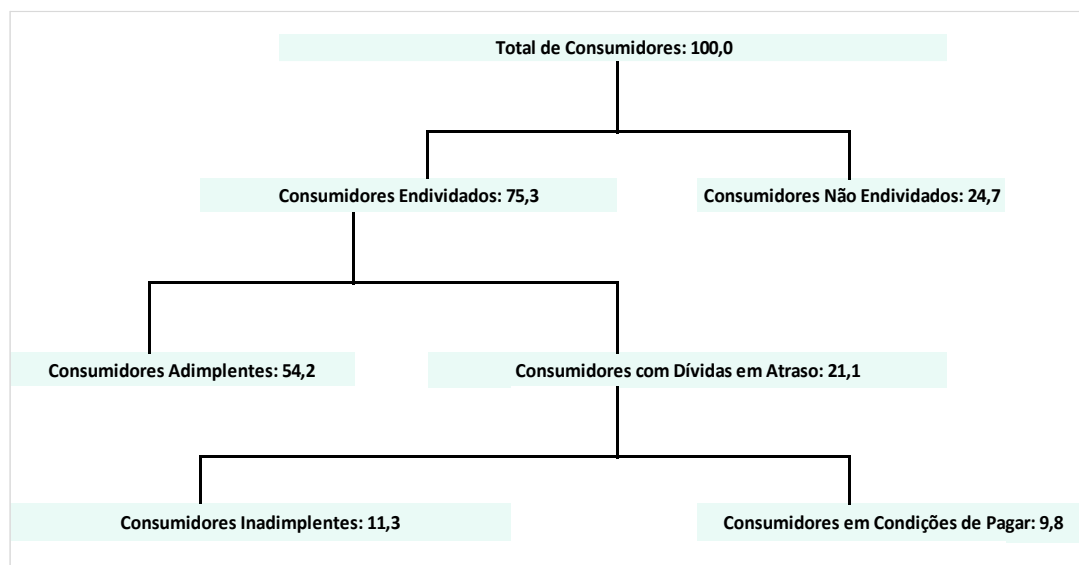 Total de Consumidores: 100,0
Consumidores Endividados: 75,3
Consumidores Não Endividados: 24,7
Consumidores Adimplentes: 54,2
Consumidores com Dívidas em Atraso: 21,1
Consumidores Inadimplentes: 11,3
Consumidores em Condições de Pagar: 9,8